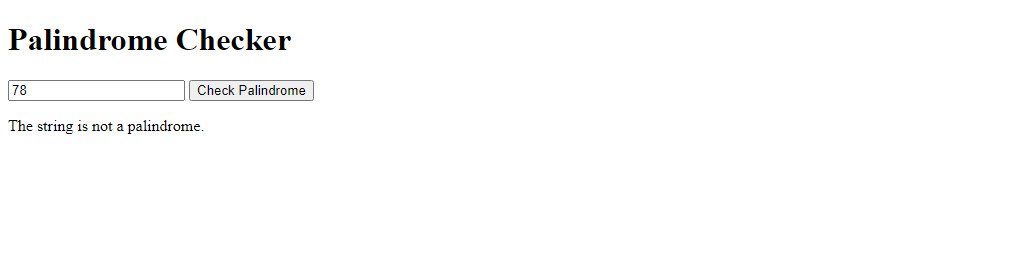 Palindrome Checker
78 Check Palindrome
The string is not a palindrome.